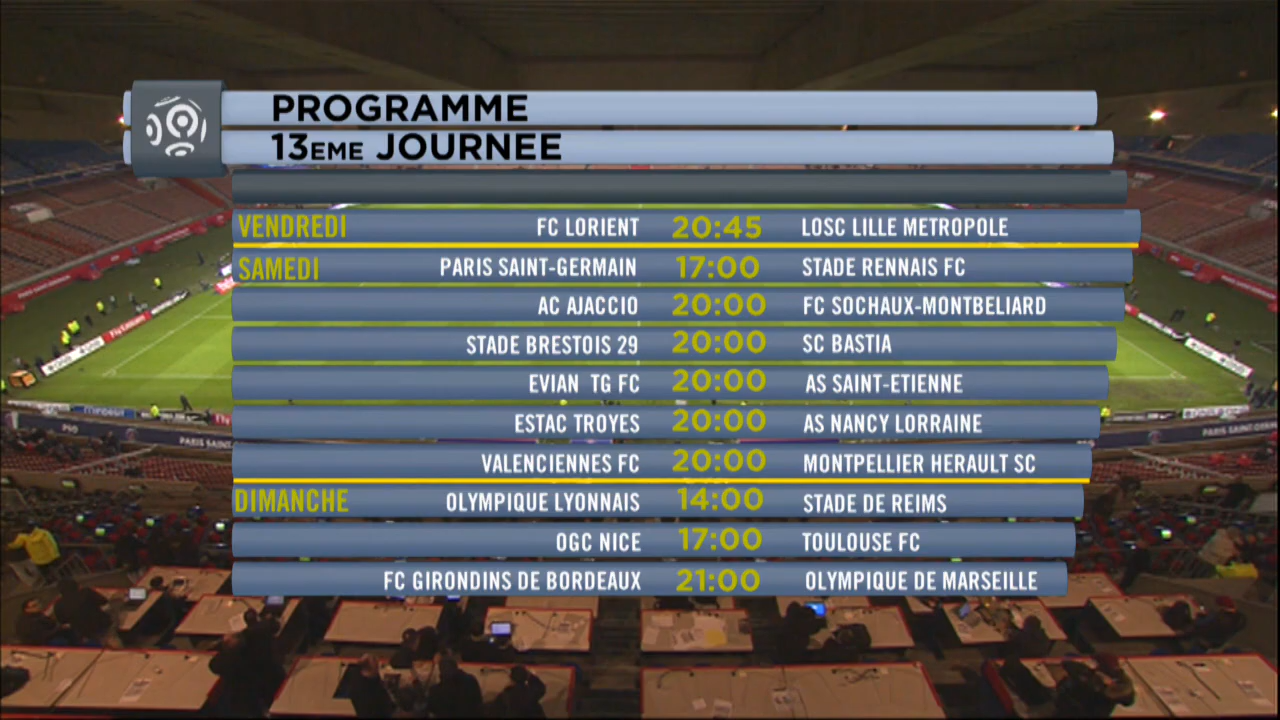 PROGRAMME
13EME JOURNEE
VENDREDI FC LORIENT 20:45 LOSC LILLE METROPOLE
SAMEDI PARIS SAINT-GERMAIN 17:00 STADE RENNAIS FC
AC AJACCIO 20:00 FC SOCHAUX-MONTBELIARD
STADE BRESTOIS 29 20:00 SC BASTIA
EVIAN TG FC 20:00 AS SAINT-ETIENNE
ESTAC TROYES 20:00 AS NANCY LORRAINE
VALENCIENNES FC 20:00 MONTPELLIER HERAULT SC
DIMANCHE OLYMPIQUE LYONNAIS 14:00 STADE DE REIMS
OGC NICE 17:00 TOULOUSE FC
FC GIRONDINS DE BORDEAUX 21:00 OLYMPIQUE DE MARSEILLE